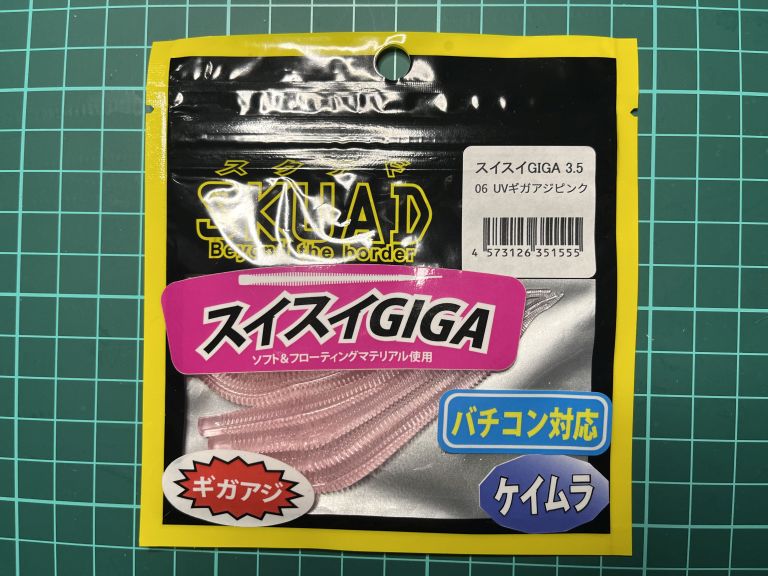 スクアド
SKUAD
Beyond the border
スイスイGIGA 3.5
06 UVギガアジピンク
4 573126 351555
スイスイGIGA
ソフト&フローティングマテリアル使用
バチコン対応
ギガアジ
ケイムラ